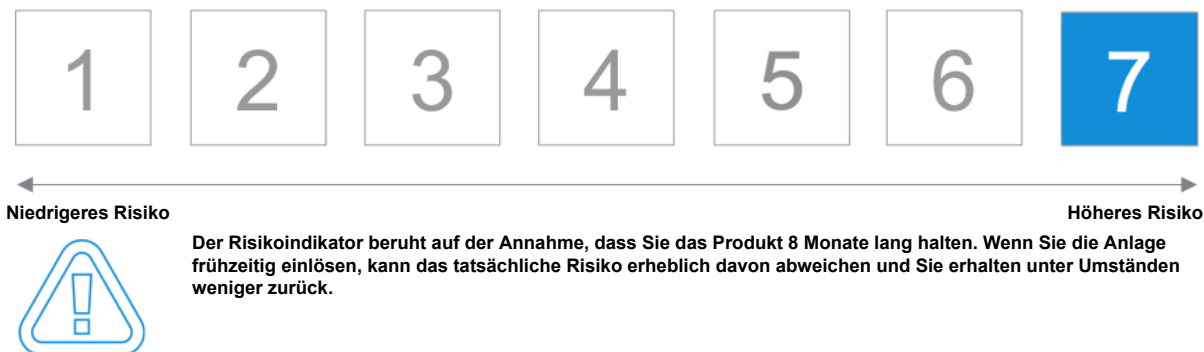 1 2 3 4 5 6 7
Niedrigeres Risiko Höheres Risiko
Der Risikoindikator beruht auf der Annahme, dass Sie das Produkt 8 Monate lang halten. Wenn Sie die Anlage
frühzeitig einlösen, kann das tatsächliche Risiko erheblich davon abweichen und Sie erhalten unter Umständen
weniger zurück.